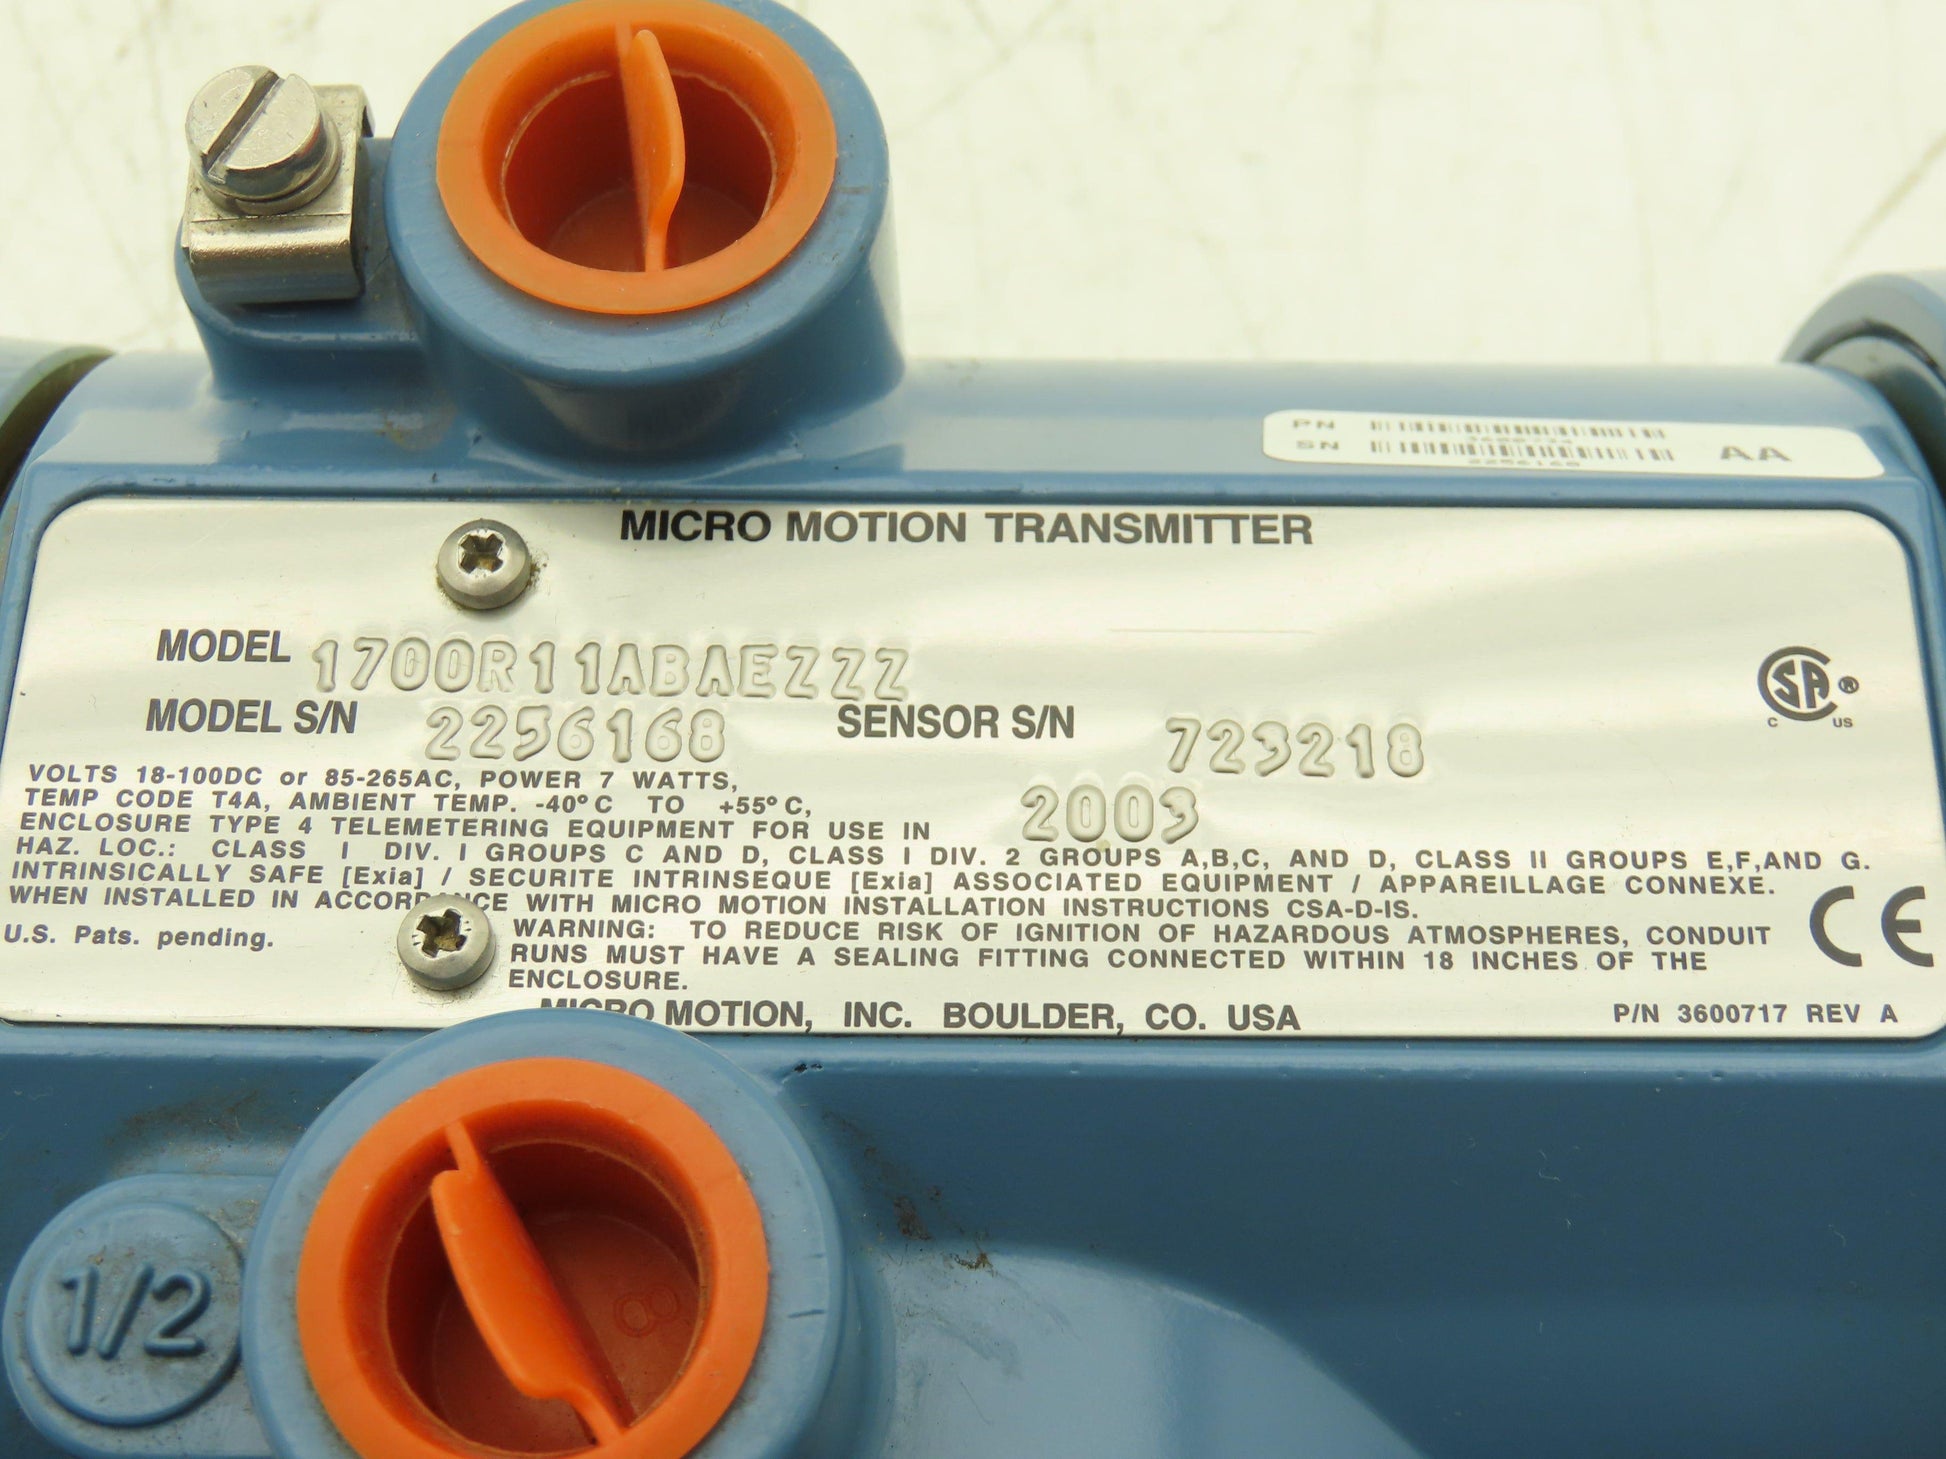 PN
SN
2256168
AA
MICRO MOTION TRANSMITTER
MODEL 1700R11ABAEZZZ
MODEL S/N 2256168 SENSOR S/N 723218
2003
VOLTS 18-100DC or 85-265AC, POWER 7 WATTS,
TEMP CODE T4A, AMBIENT TEMP. -40°C TO +55°C,
ENCLOSURE TYPE 4 TELEMETERING EQUIPMENT FOR USE IN
HAZ. LOC.: CLASS I DIV. I GROUPS C AND D, CLASS I DIV. 2 GROUPS A,B,C, AND D, CLASS II GROUPS E,F,AND G.
INTRINSICALLY SAFE [Exia] / SECURITE INTRINSEQUE [Exia] ASSOCIATED EQUIPMENT / APPAREILLAGE CONNEXE.
WHEN INSTALLED IN ACCORDANCE WITH MICRO MOTION INSTALLATION INSTRUCTIONS CSA-D-IS.
U.S. Pats. pending.
WARNING: TO REDUCE RISK OF IGNITION OF HAZARDOUS ATMOSPHERES, CONDUIT
RUNS MUST HAVE A SEALING FITTING CONNECTED WITHIN 18 INCHES OF THE
ENCLOSURE.
MICRO MOTION, INC. BOULDER, CO. USA
P/N 3600717 REV A
CSA ®
C US
CE
1/2
8